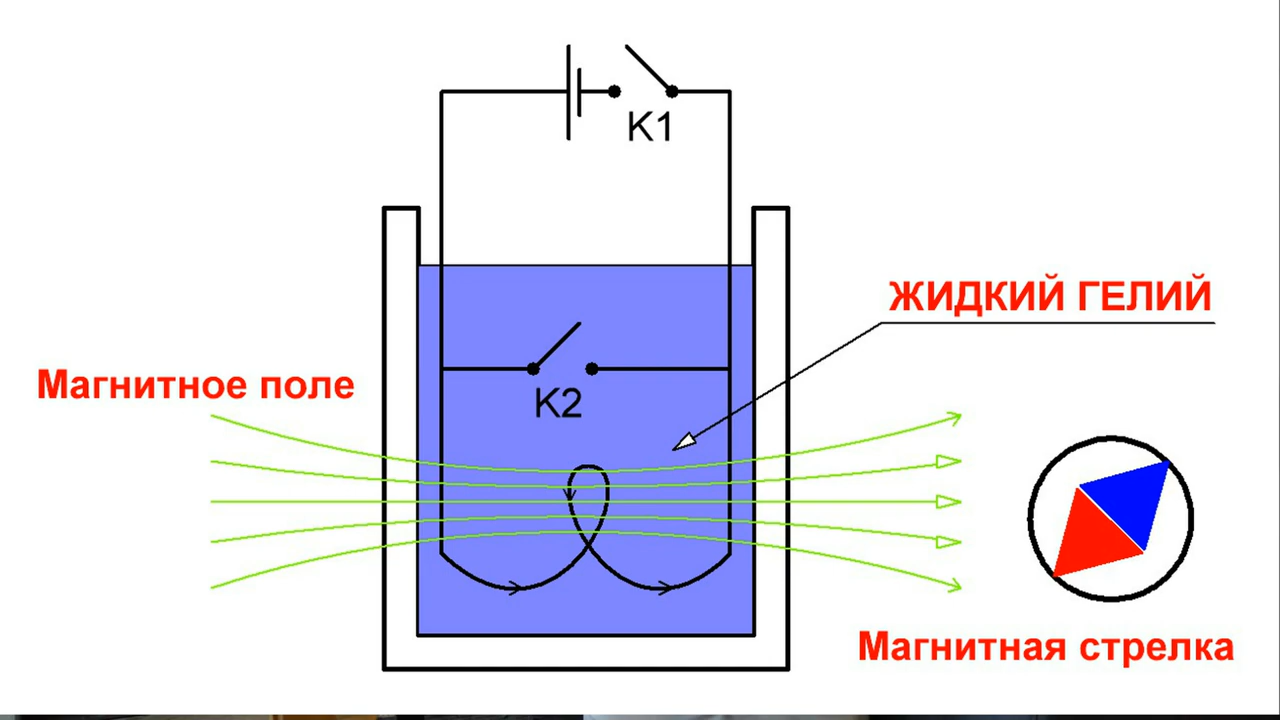 K1
ЖИДКИЙ ГЕЛИЙ
Магнитное поле
K2
Магнитная стрелка